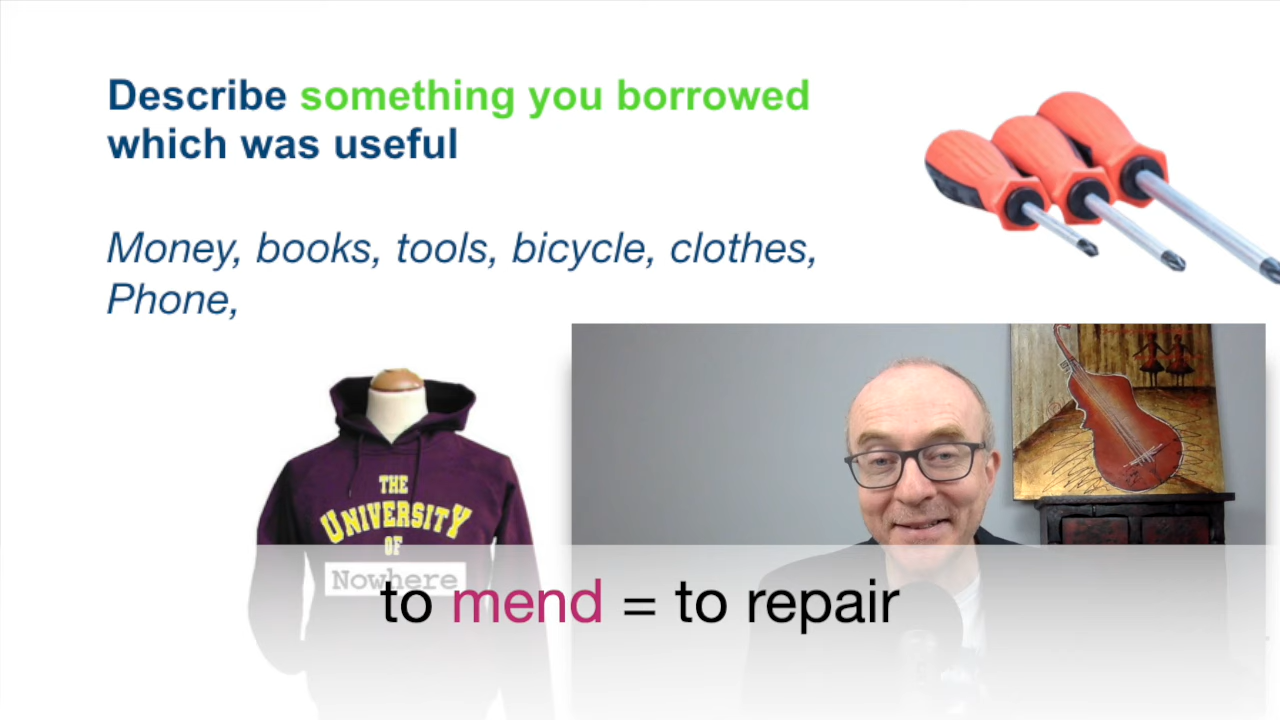 Describe something you borrowed
which was useful
Money, books, tools, bicycle, clothes,
Phone,
THE
UNIVERSITY
OF
Nowhere
to mend = to repair